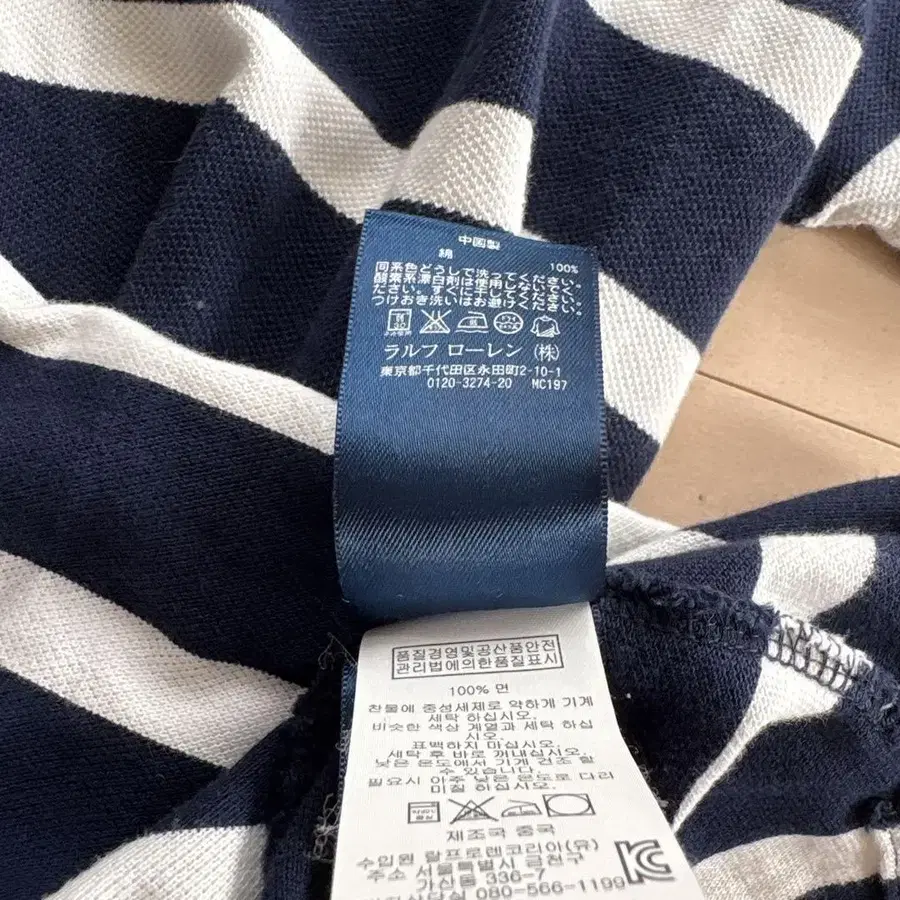 中国製
綿 100%
同系色どうしで洗ってください。
酸素系漂白剤は使用しないでく
ださい。すぐに干してください。
つけおき洗いはお避けください。
ラルフ ローレン (株)
東京都千代田区永田町2-10-1
0120-3274-20 MC197
품질경영및공산품안전
관리법에의한품질표시
100% 면
찬물에 중성세제로 약하게 기계
세탁 하십시오.
비슷한 색상 계열과 세탁 하십
시오.
표백하지 마십시오.
세탁 후 바로 꺼내십시오.
낮은 온도에서 기계 건조 할
수 있습니다.
필요시 아주 낮은 온도로 다리
미질 하십시오.
제조국 중국
수입원 랄프로렌코리아(유)
서울특별시 금천구
가산동 336-7
080-566-1199